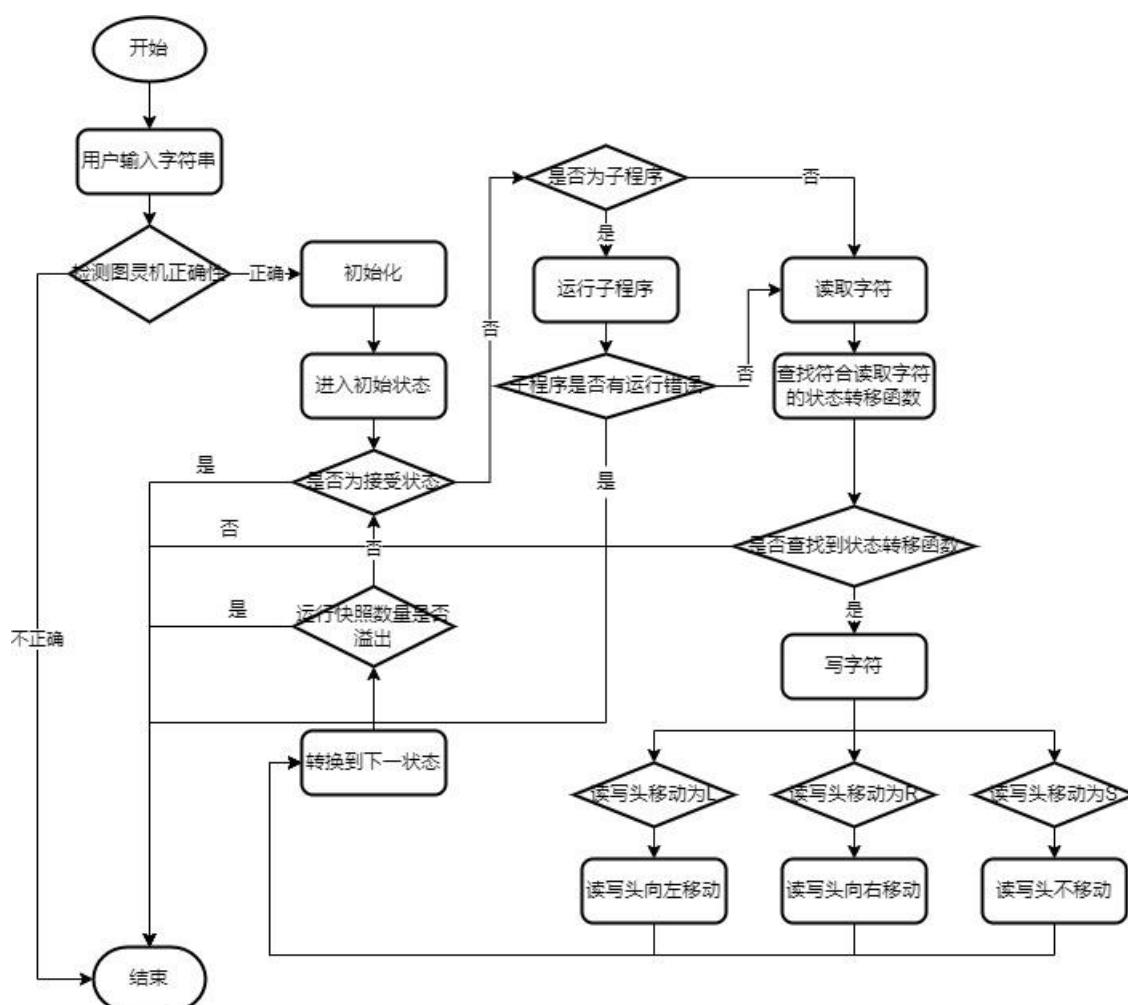 开始
用户输入字符串
检测图灵机正确性
正确
不正确
初始化
进入初始状态
是否为接受状态
是
否
是否为子程序
是
否
运行子程序
子程序是否有运行错误
否
是
读取字符
查找符合读取字符
的状态转移函数
是否查找到状态转移函数
否
是
写字符
读写头移动为L
读写头移动为R
读写头移动为S
读写头向左移动
读写头向右移动
读写头不移动
转换到下一状态
运行快照数量是否
溢出
是
否
结束